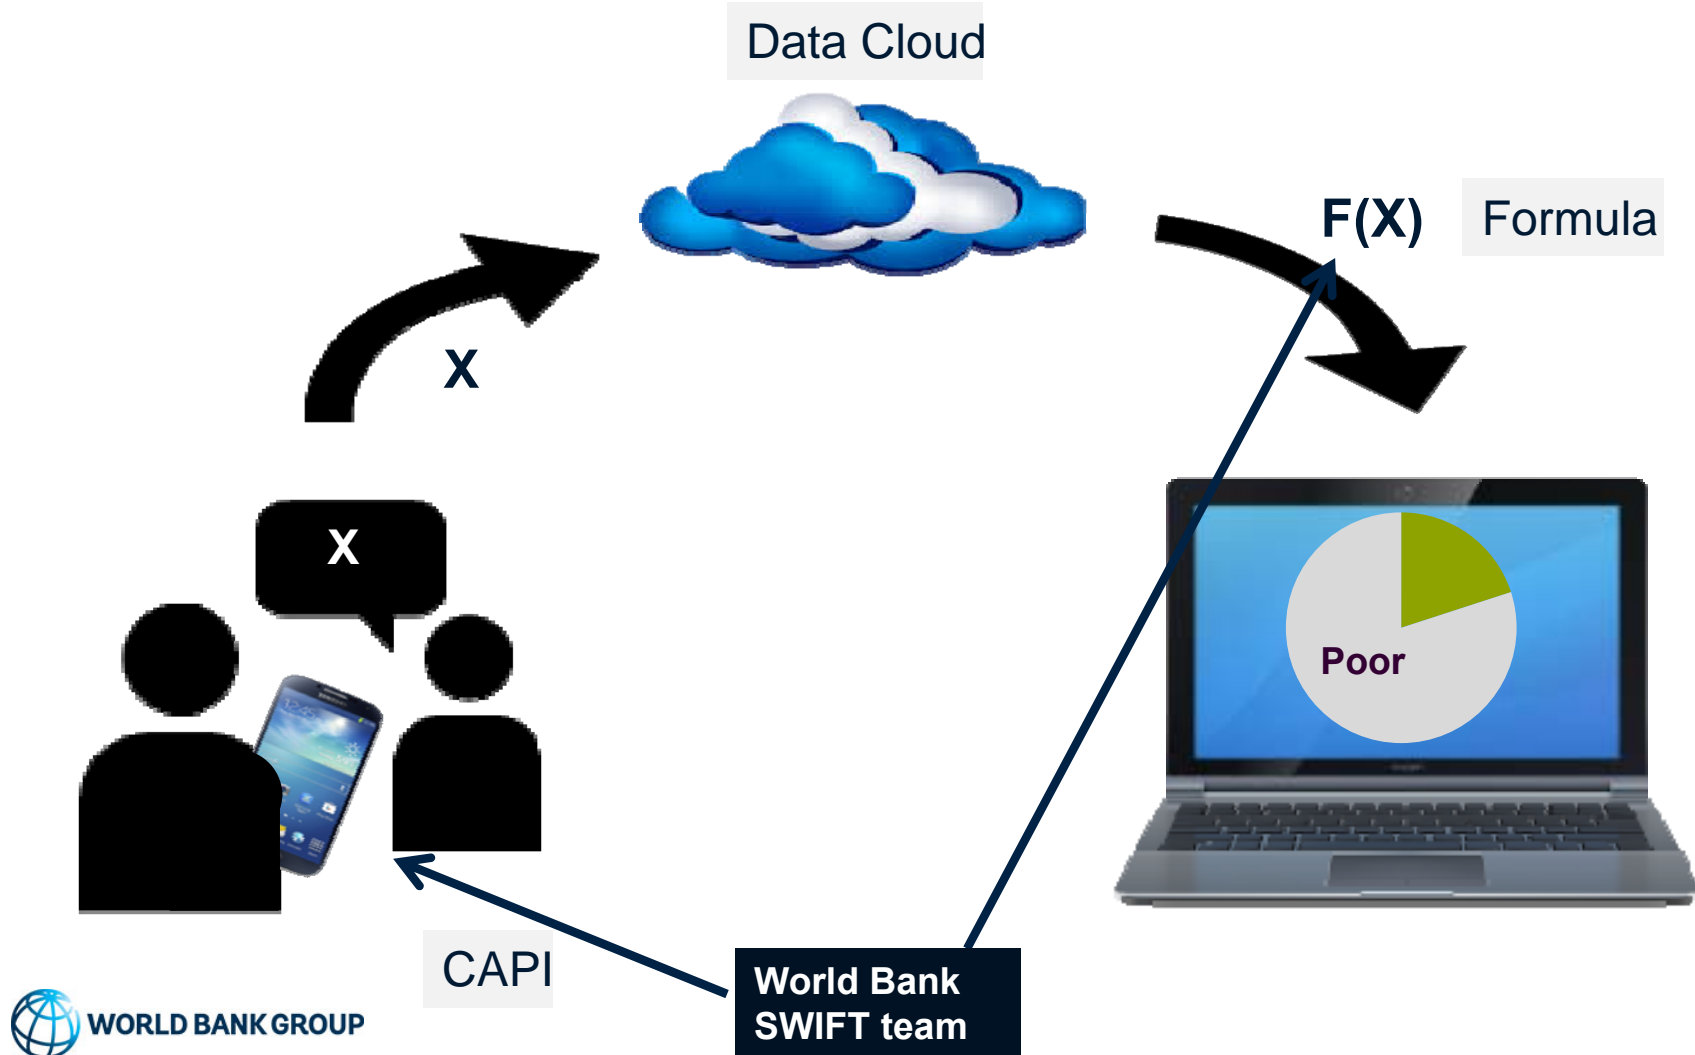 Data Cloud
F(X)
Formula
X
X
Poor
CAPI
World Bank
SWIFT team
WORLD BANK GROUP